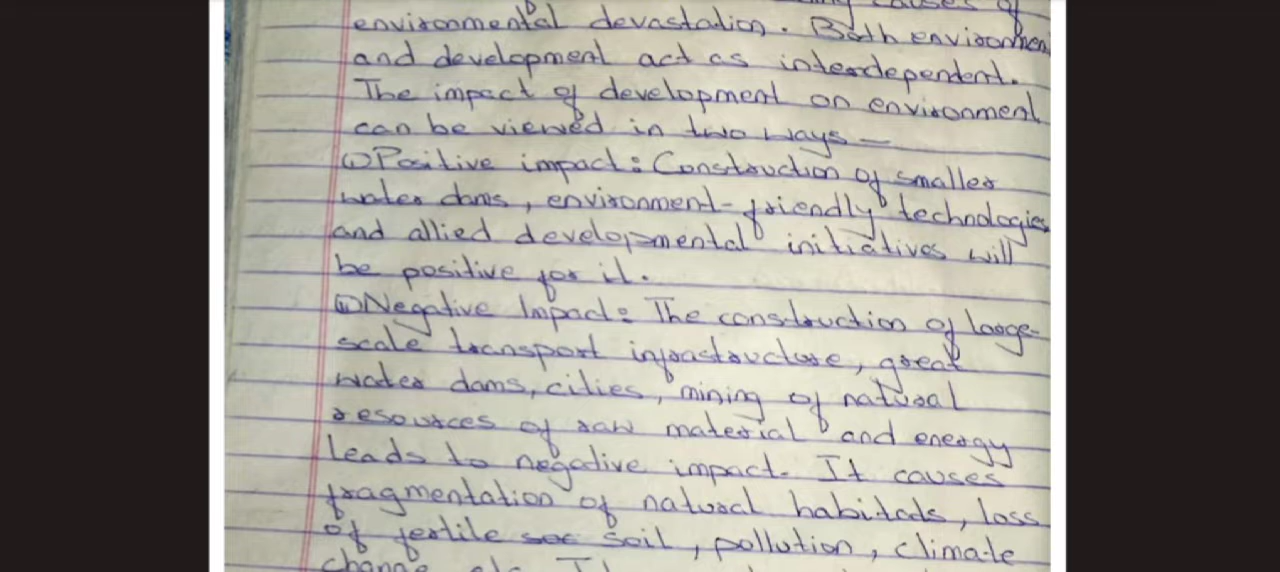 causes of
environmental devastation. Both environmen
and development act as interdependent.
The impact of development on environment
can be viewed in two ways —
(i) Positive impact: Construction of smaller
water dams, environment-friendly technologies
and allied developmental initiatives will
be positive for it.
(ii) Negative Impact: The construction of large-
scale transport infrastructure, great
water dams, cities, mining of natural
resources of raw material and energy
leads to negative impact. It causes
fragmentation of natural habitats, loss
of fertile soil, pollution, climate
change